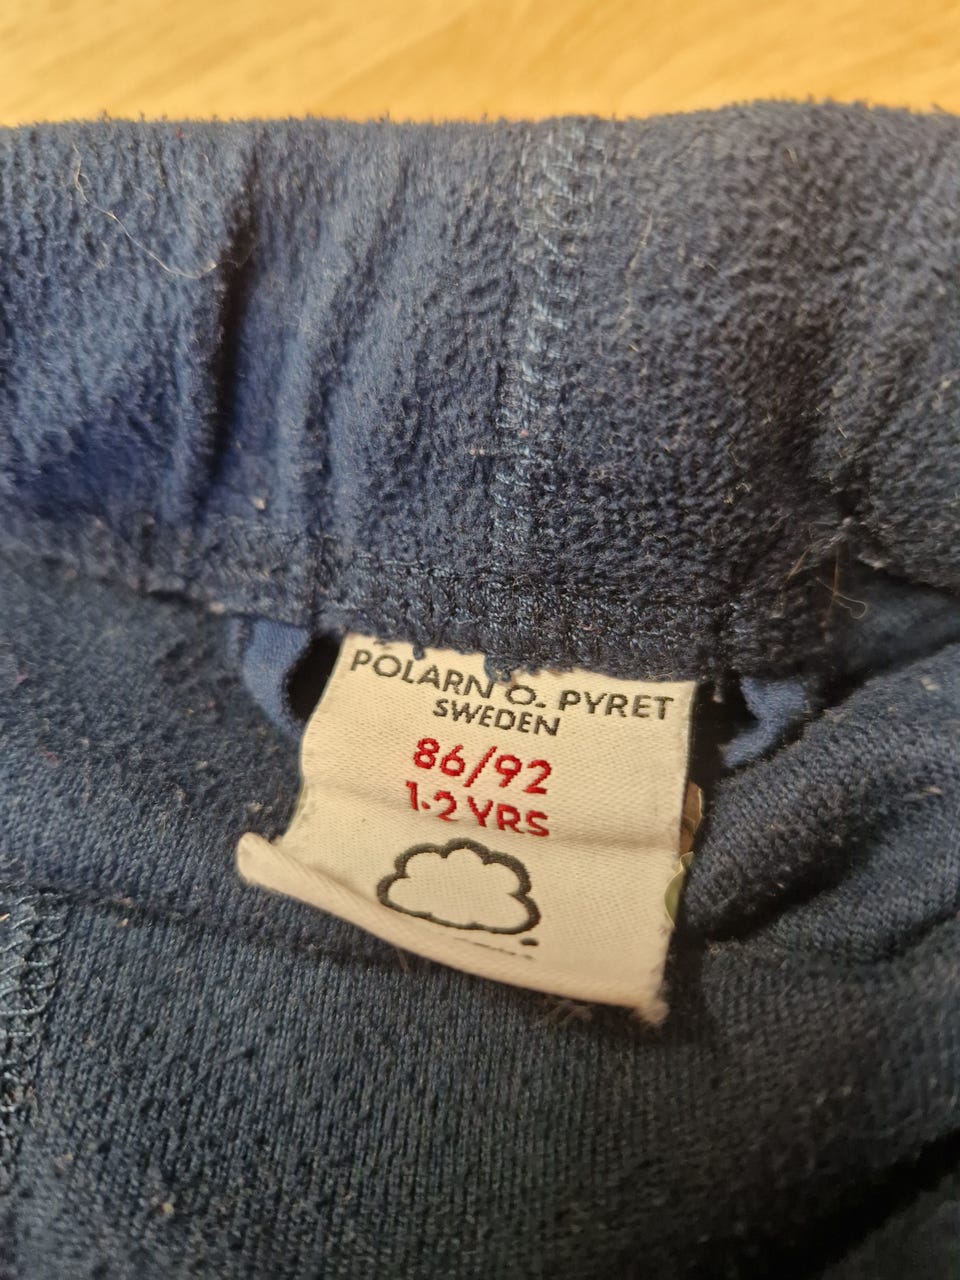 POLARN O. PYRET
SWEDEN
86/92
1-2 YRS